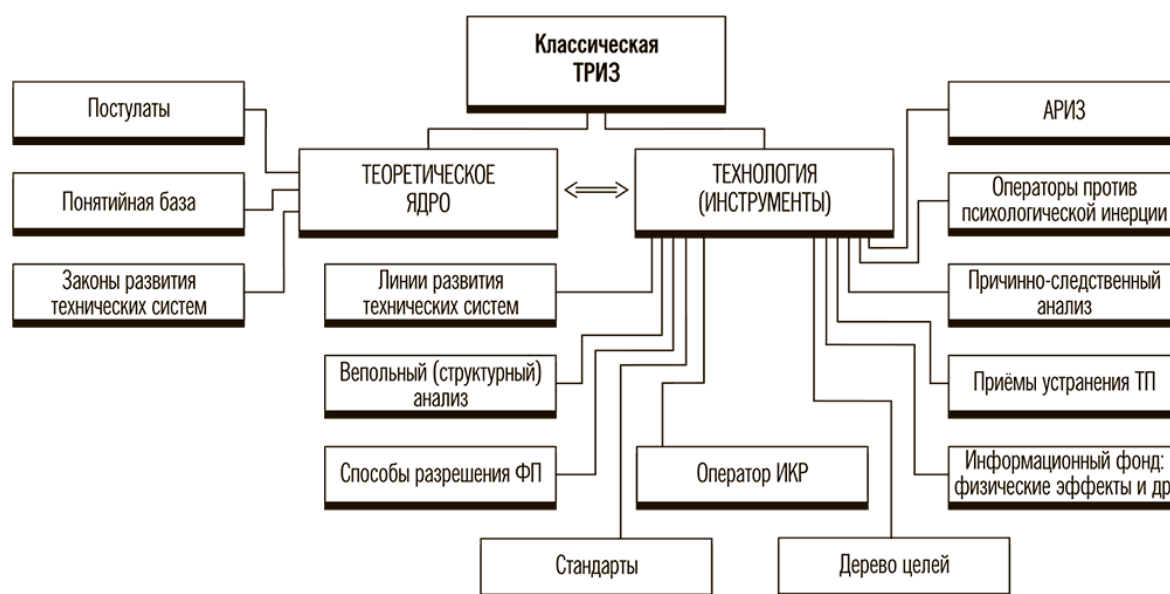 Классическая
ТРИЗ
Постулаты
АРИЗ
ТЕОРЕТИЧЕСКОЕ
ЯДРО
ТЕХНОЛОГИЯ
(ИНСТРУМЕНТЫ)
Понятийная база
Операторы против
психологической инерции
Законы развития
технических систем
Линии развития
технических систем
Причинно-следственный
анализ
Вепольный (структурный)
анализ
Приёмы устранения ТП
Способы разрешения ФП
Оператор ИКР
Информационный фонд:
физические эффекты и др
Стандарты
Дерево целей